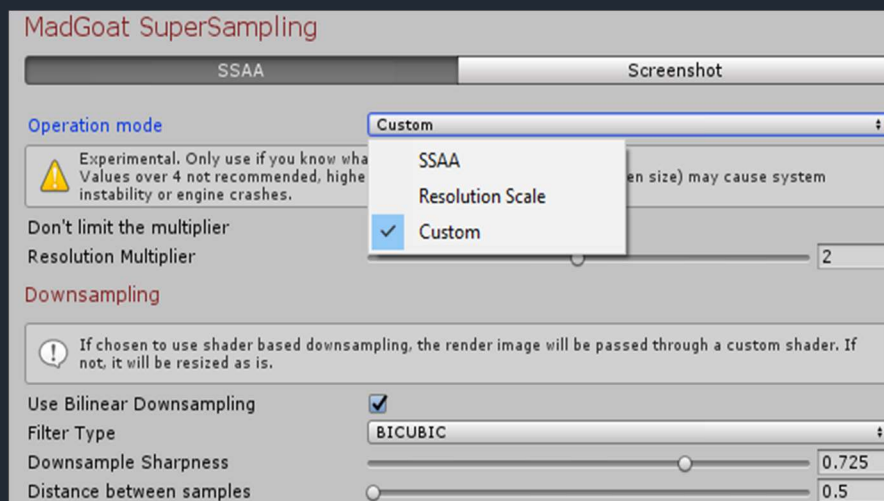 MadGoat SuperSampling
SSAA Screenshot
Operation mode Custom
SSAA
Resolution Scale
Custom
Experimental. Only use if you know
Values over 4 not recommended, en size) may cause system
instability or engine crashes.
Don't limit the multiplier
Resolution Multiplier 2
Downsampling
If chosen to use shader based downsampling, the render image will be passed through a custom shader. If
not, it will be resized as is.
Use Bilinear Downsampling
Filter Type BICUBIC
Downsample Sharpness 0.725
Distance between samples 0.5